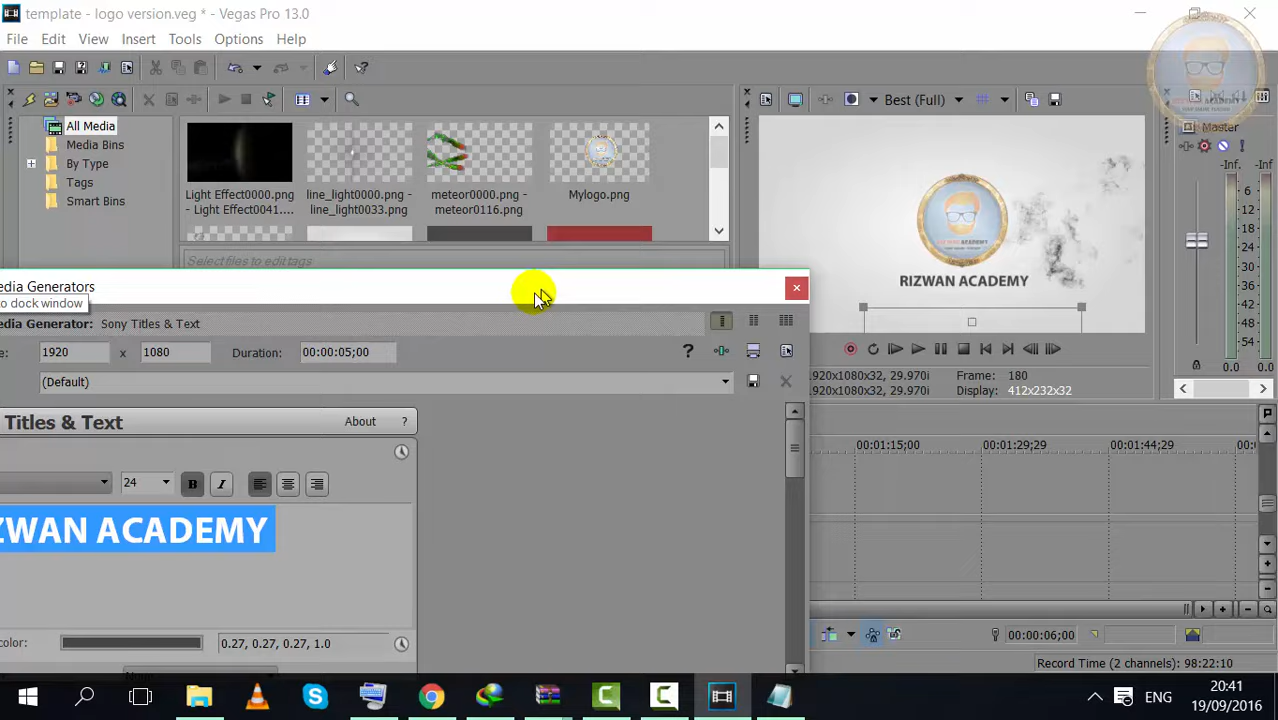 template - logo version.veg * - Vegas Pro 13.0
File Edit View Insert Tools Options Help
Best (Full)
All Media
Media Bins
By Type
Tags
Smart Bins
Light Effect0000.png - Light Effect0041....
line_light0000.png - line_light0033.png
meteor0000.png - meteor0116.png
Mylogo.png
Select files to edit tags
RIZWAN ACADEMY
Master
-Inf. -Inf.
6
12
18
24
30
36
42
48
54
0.0 0.0
1920x1080x32, 29.970i
1920x1080x32, 29.970i
Frame: 180
Display: 412x232x32
edia Generators
o dock window
edia Generator: Sony Titles & Text
e: 1920 x 1080 Duration: 00:00:05;00 ?
(Default)
Titles & Text About ?
24 B I
ZWAN ACADEMY
color: 0.27, 0.27, 0.27, 1.0
None
00:01:15;00 00:01:29;29 00:01:44;29 00:0
00:00:06;00
Record Time (2 channels): 98:22:10
ENG
20:41
19/09/2016